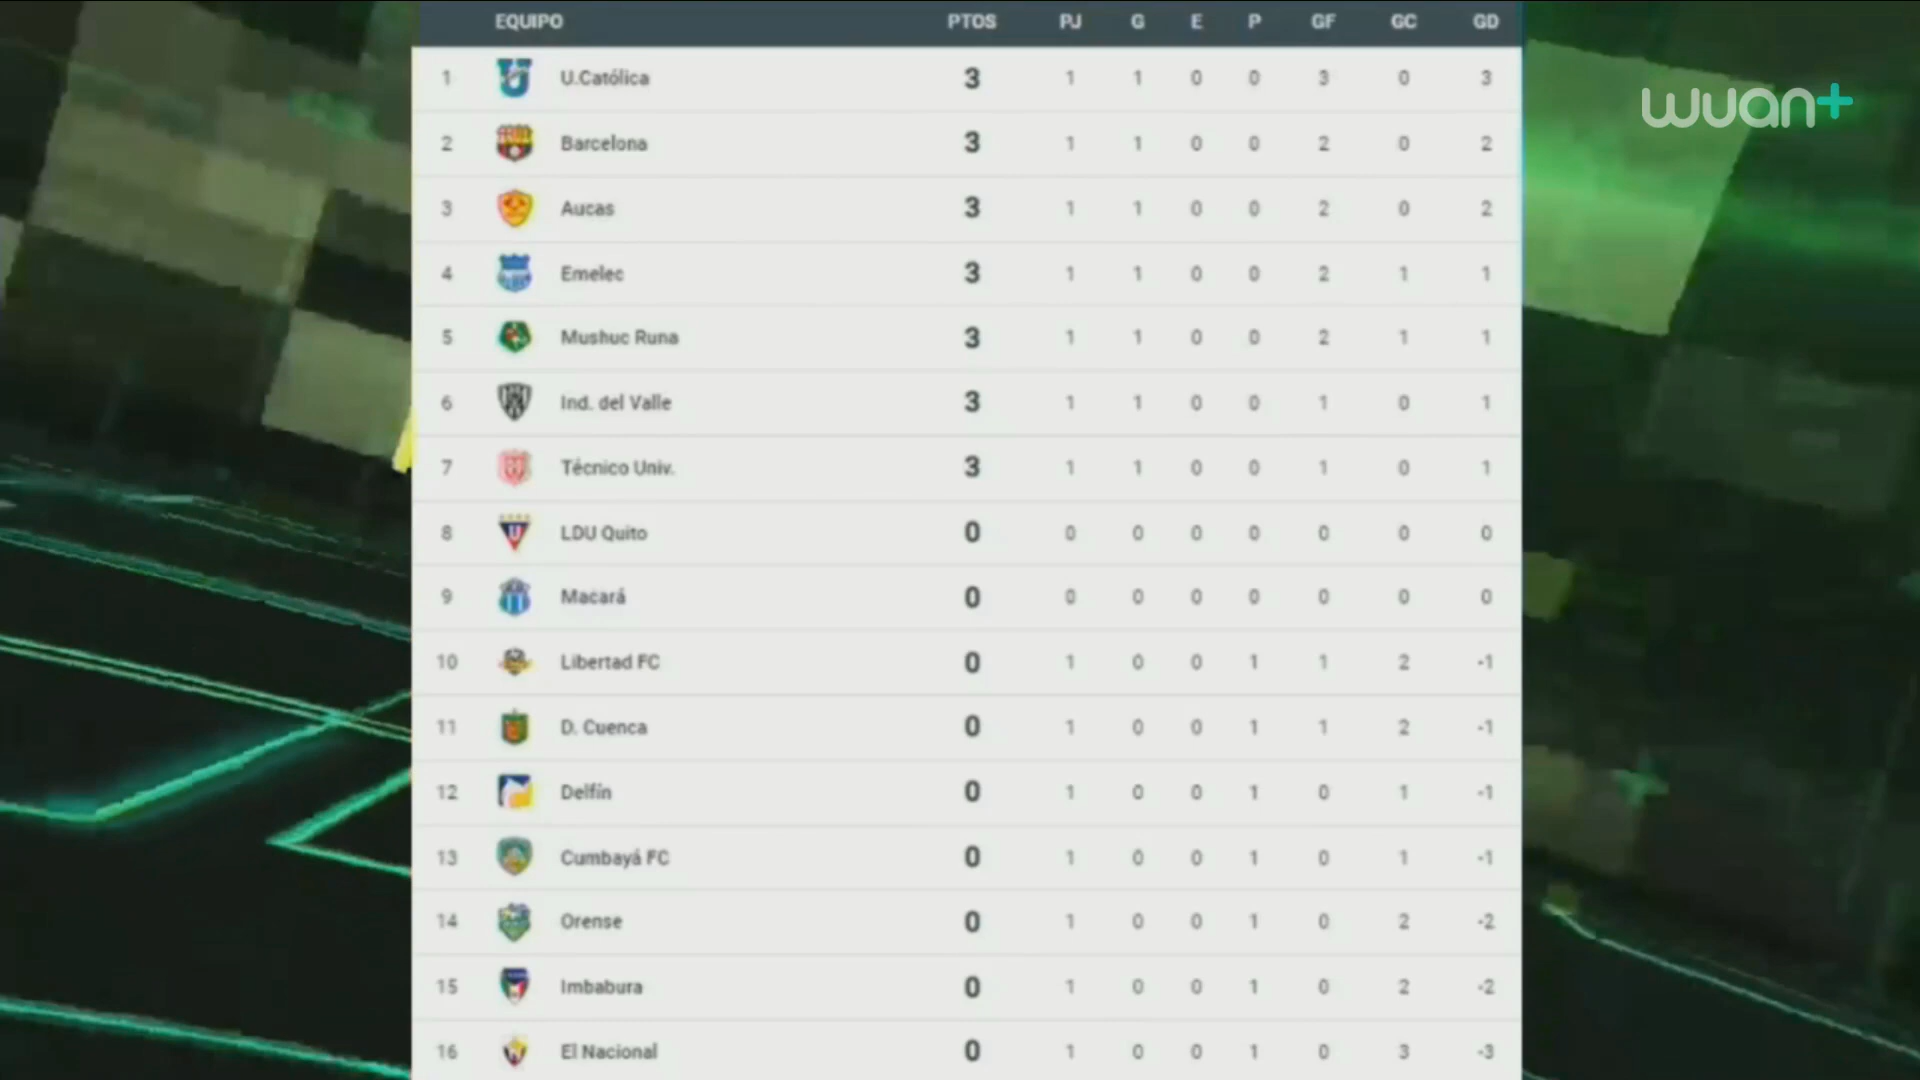 EQUIPO PTOS PJ G E P GF GC GD
1 U.Católica 3 1 1 0 0 3 0 3
2 Barcelona 3 1 1 0 0 2 0 2
3 Aucas 3 1 1 0 0 2 0 2
4 Emelec 3 1 1 0 0 2 1 1
5 Mushuc Runa 3 1 1 0 0 2 1 1
6 Ind. del Valle 3 1 1 0 0 1 0 1
7 Técnico Univ. 3 1 1 0 0 1 0 1
8 LDU Quito 0 0 0 0 0 0 0 0
9 Macará 0 0 0 0 0 0 0 0
10 Libertad FC 0 1 0 0 1 1 2 -1
11 D. Cuenca 0 1 0 0 1 1 2 -1
12 Delfín 0 1 0 0 1 0 1 -1
13 Cumbayá FC 0 1 0 0 1 0 1 -1
14 Orense 0 1 0 0 1 0 2 -2
15 Imbabura 0 1 0 0 1 0 2 -2
16 El Nacional 0 1 0 0 1 0 3 -3
wuan+